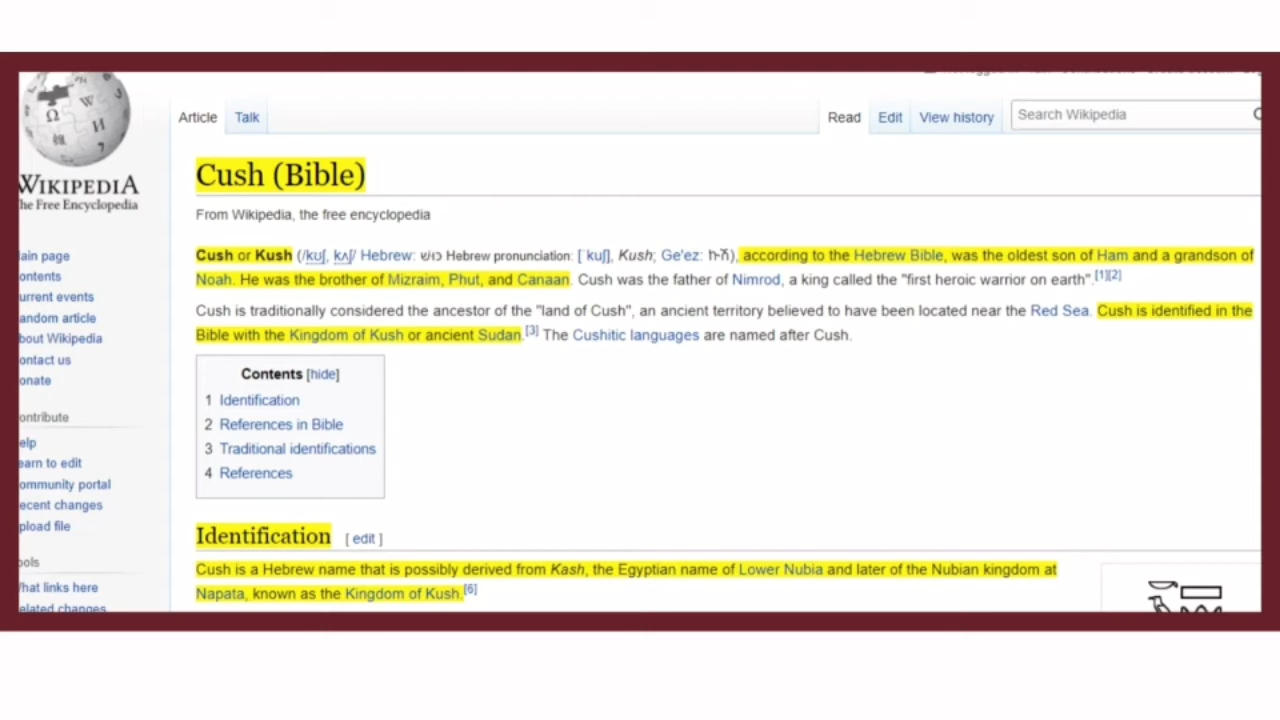 Article Talk Read Edit View history Search Wikipedia
WIKIPEDIA
he Free Encyclopedia
Cush (Bible)
From Wikipedia, the free encyclopedia
Cush or Kush (/kʊʃ, kʌʃ/ Hebrew: כּוּשׁ Hebrew pronunciation: [ˈkuʃ], Kush; Ge'ez: ኩሽ), according to the Hebrew Bible, was the oldest son of Ham and a grandson of
Noah. He was the brother of Mizraim, Phut, and Canaan. Cush was the father of Nimrod, a king called the "first heroic warrior on earth".[1][2]
Cush is traditionally considered the ancestor of the "land of Cush", an ancient territory believed to have been located near the Red Sea. Cush is identified in the
Bible with the Kingdom of Kush or ancient Sudan.[3] The Cushitic languages are named after Cush.
Contents [hide]
1 Identification
2 References in Bible
3 Traditional identifications
4 References
Identification [ edit ]
Cush is a Hebrew name that is possibly derived from Kash, the Egyptian name of Lower Nubia and later of the Nubian kingdom at
Napata, known as the Kingdom of Kush.[6]
ain page
ontents
urrent events
andom article
bout Wikipedia
ontact us
onate
ontribute
elp
earn to edit
ommunity portal
ecent changes
pload file
ools
hat links here
elated changes